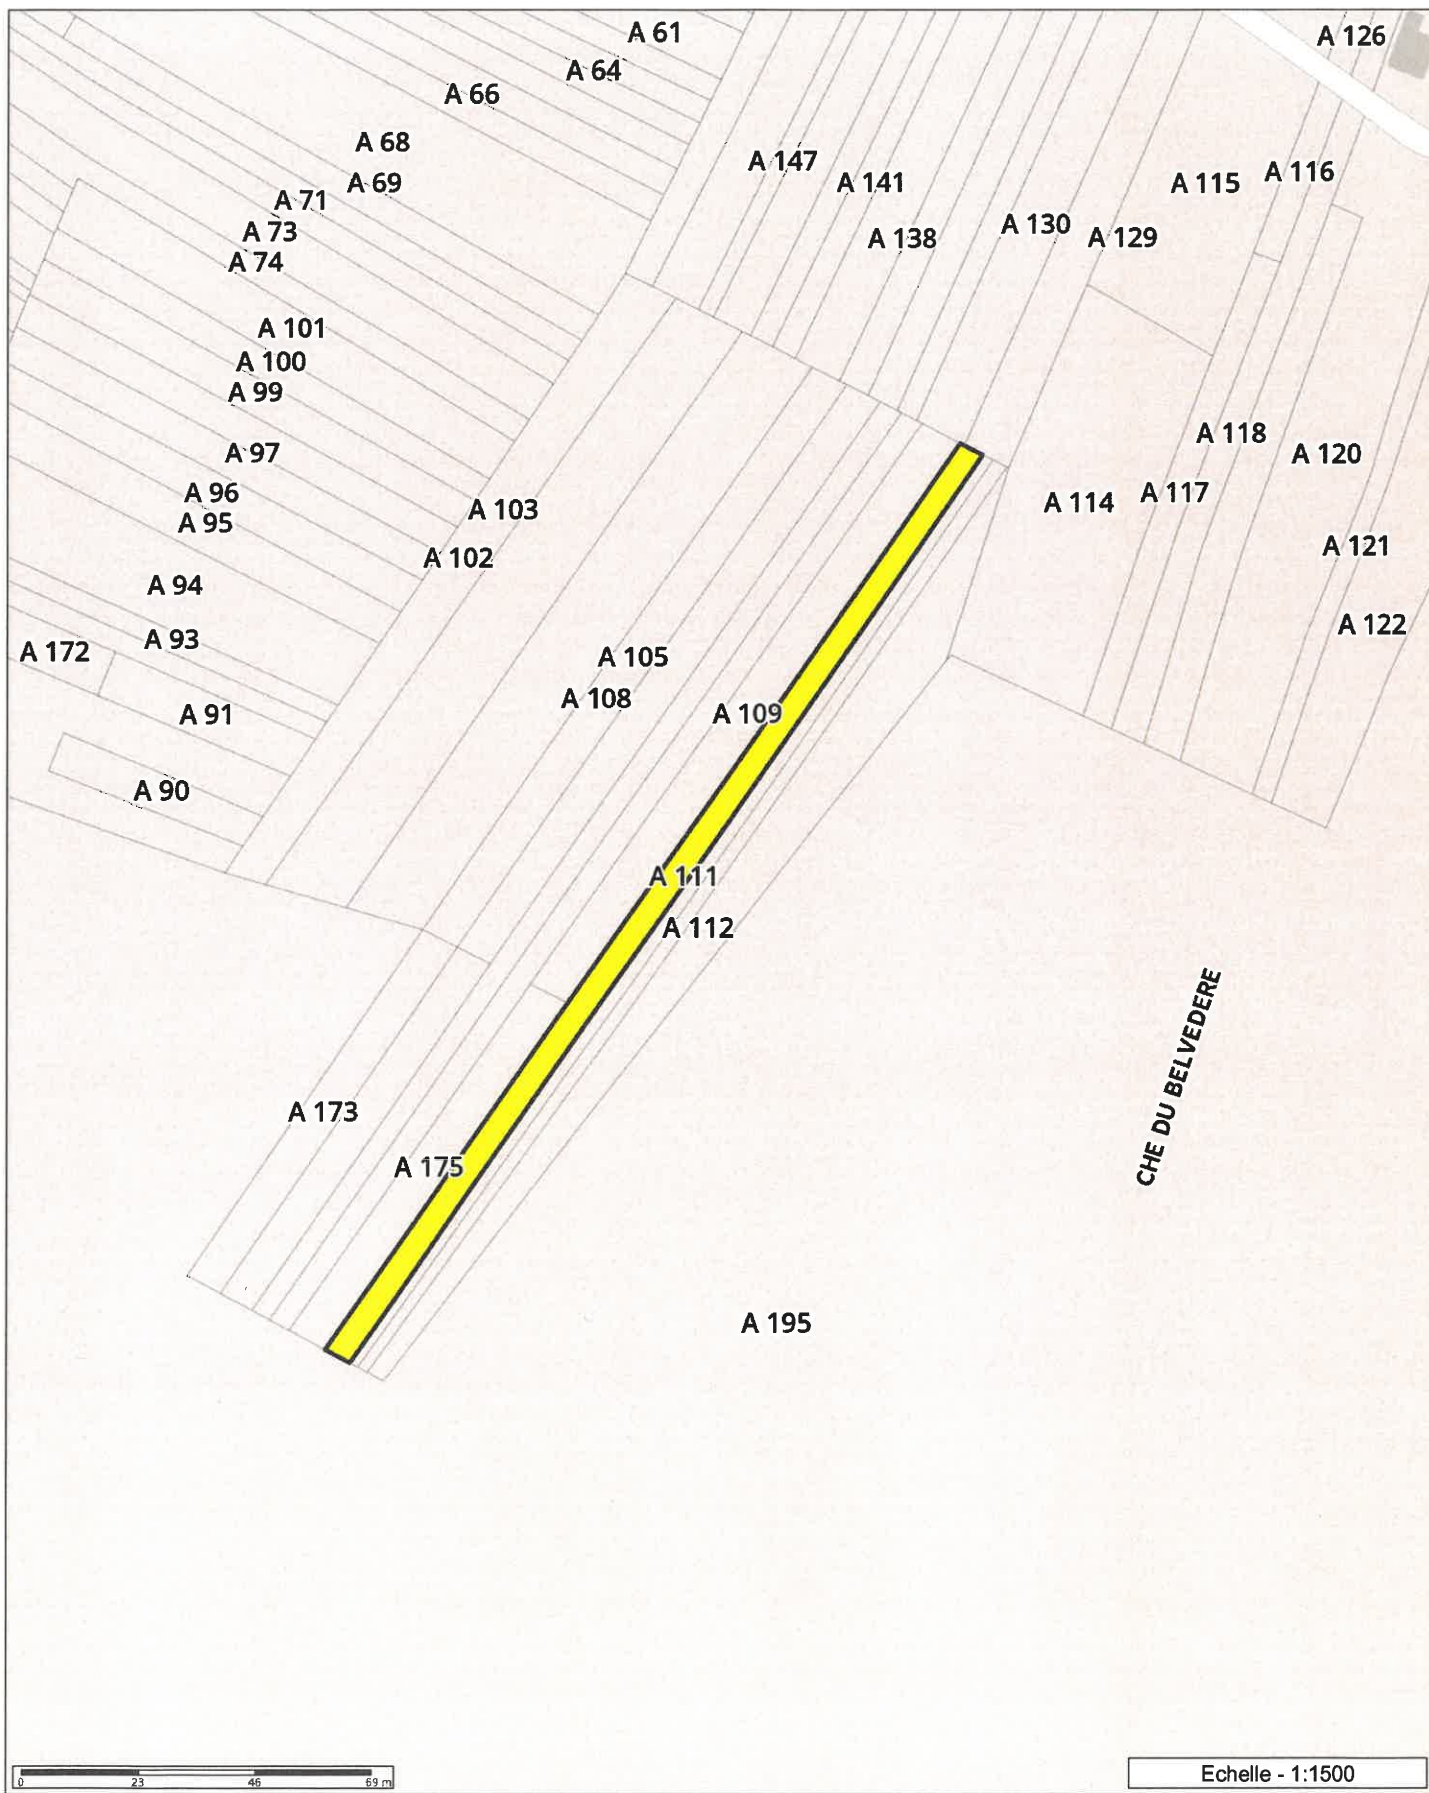 A 61
A 126
A 64
A 66
A 68
A 147
A 69
A 141
A 115
A 116
A 71
A 73
A 138
A 130
A 129
A 74
A 101
A 100
A 99
A 97
A 118
A 120
A 96
A 114
A 117
A 103
A 95
A 121
A 102
A 94
A 122
A 93
A 172
A 105
A 108
A 109
A 91
A 90
A 111
A 112
CHE DU BELVEDERE
A 173
A 175
A 195
0 23 46 69 m
Echelle - 1:1500